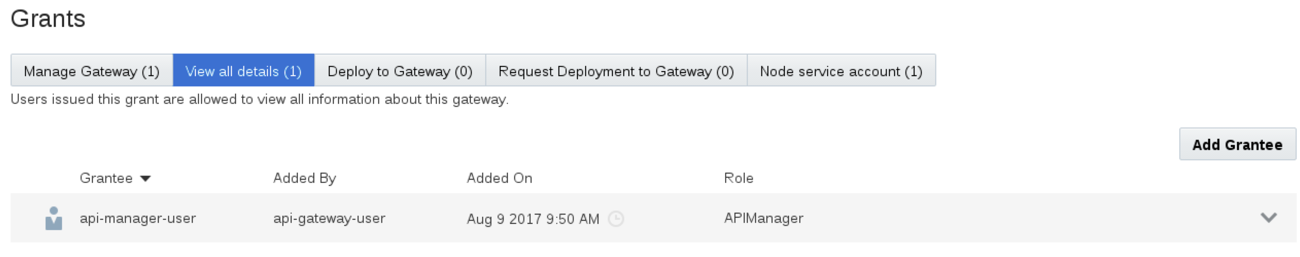 Grants
Manage Gateway (1) View all details (1) Deploy to Gateway (0) Request Deployment to Gateway (0) Node service account (1)
Users issued this grant are allowed to view all information about this gateway.
Add Grantee
Grantee Added By Added On Role
api-manager-user api-gateway-user Aug 9 2017 9:50 AM APIManager